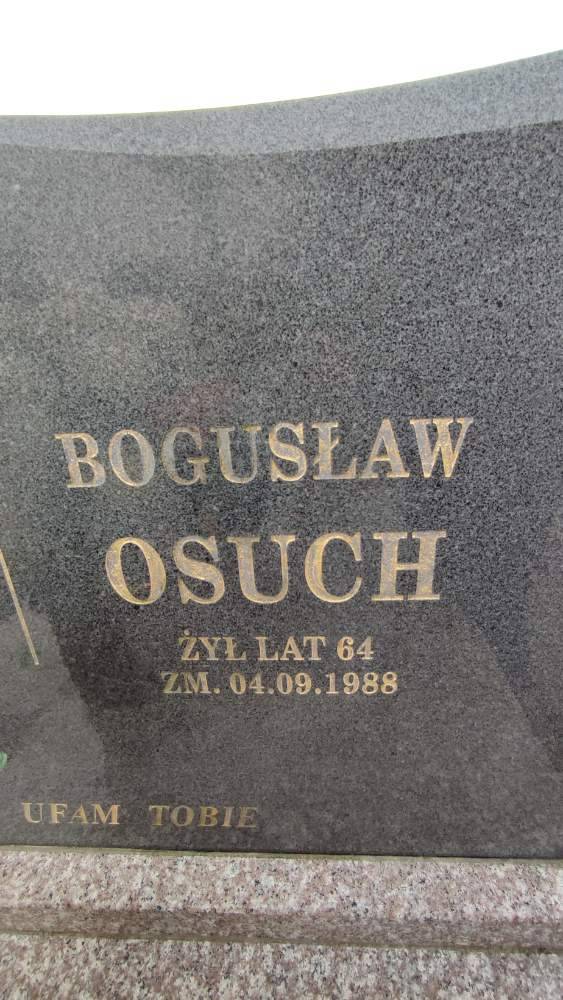 BOGUSŁAW
OSUCH
ŻYŁ LAT 64
ZM. 04.09.1988
UFAM TOBIE